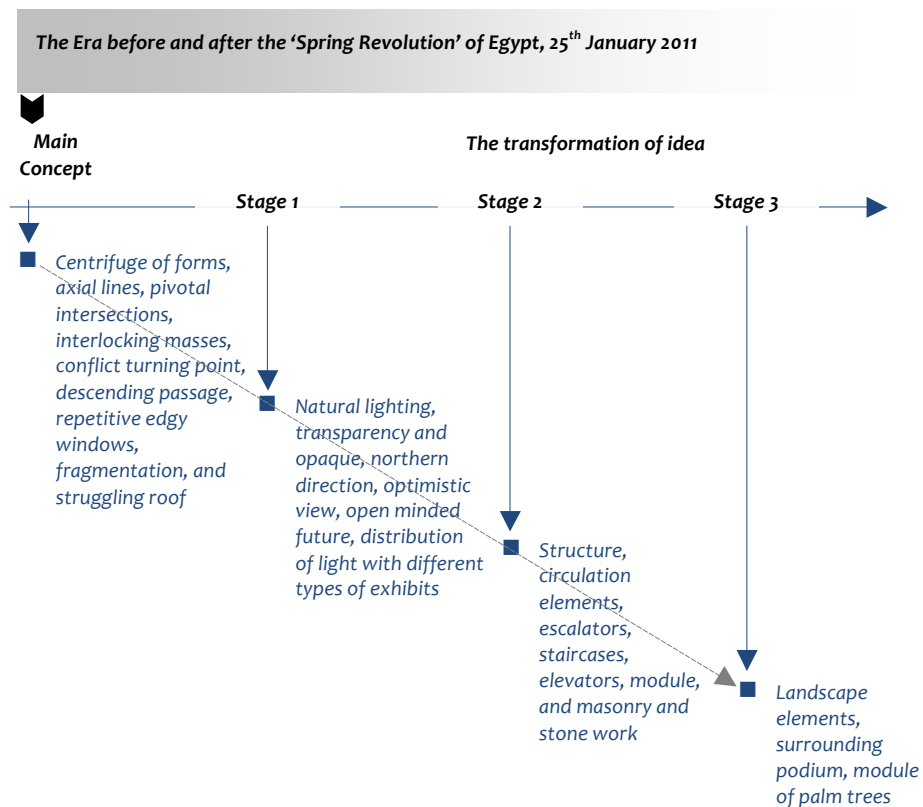 The Era before and after the ‘Spring Revolution’ of Egypt, 25th January 2011
Main
Concept
The transformation of idea
Stage 1
Stage 2
Stage 3
Centrifuge of forms,
axial lines, pivotal
intersections,
interlocking masses,
conflict turning point,
descending passage,
repetitive edgy
windows,
fragmentation, and
struggling roof
Natural lighting,
transparency and
opaque, northern
direction, optimistic
view, open minded
future, distribution
of light with different
types of exhibits
Structure,
circulation
elements,
escalators,
staircases,
elevators, module,
and masonry and
stone work
Landscape
elements,
surrounding
podium, module
of palm trees